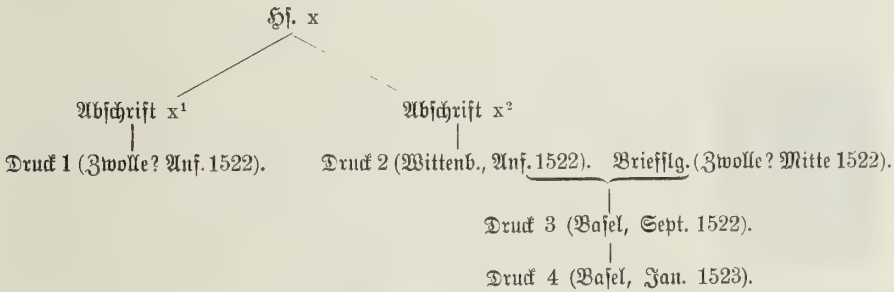 Hſ. x
Abſchrift x¹ Abſchrift x²
Druck 1 (Zwolle? Anf. 1522). Druck 2 (Wittenb., Anf. 1522). Briefſlg. (Zwolle? Mitte 1522).
Druck 3 (Baſel, Sept. 1522).
Druck 4 (Baſel, Jan. 1523).